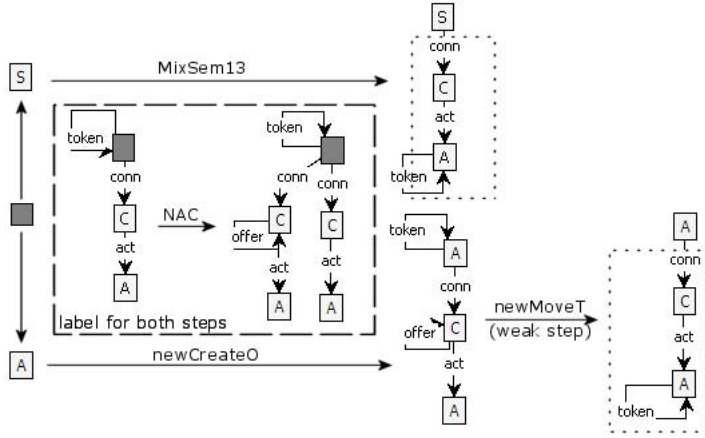 S
conn
MixSem13
S
C
act
token
token
A
conn
conn
conn
token
C
NAC
C
C
A
token
A
act
offer
act
act
conn
conn
A
A
A
newMoveT
C
offer
C
(weak step)
label for both steps
act
newCreateO
act
A
A
A
token